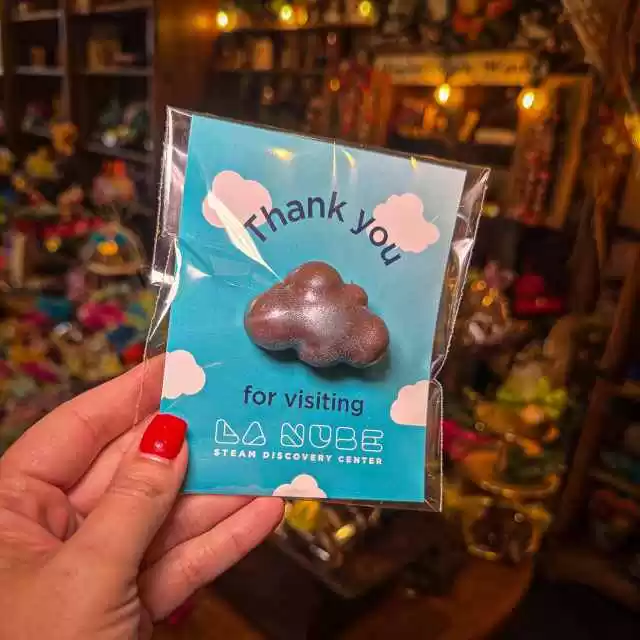 Thank you
for visiting
LA NUBE
STEAM DISCOVERY CENTER